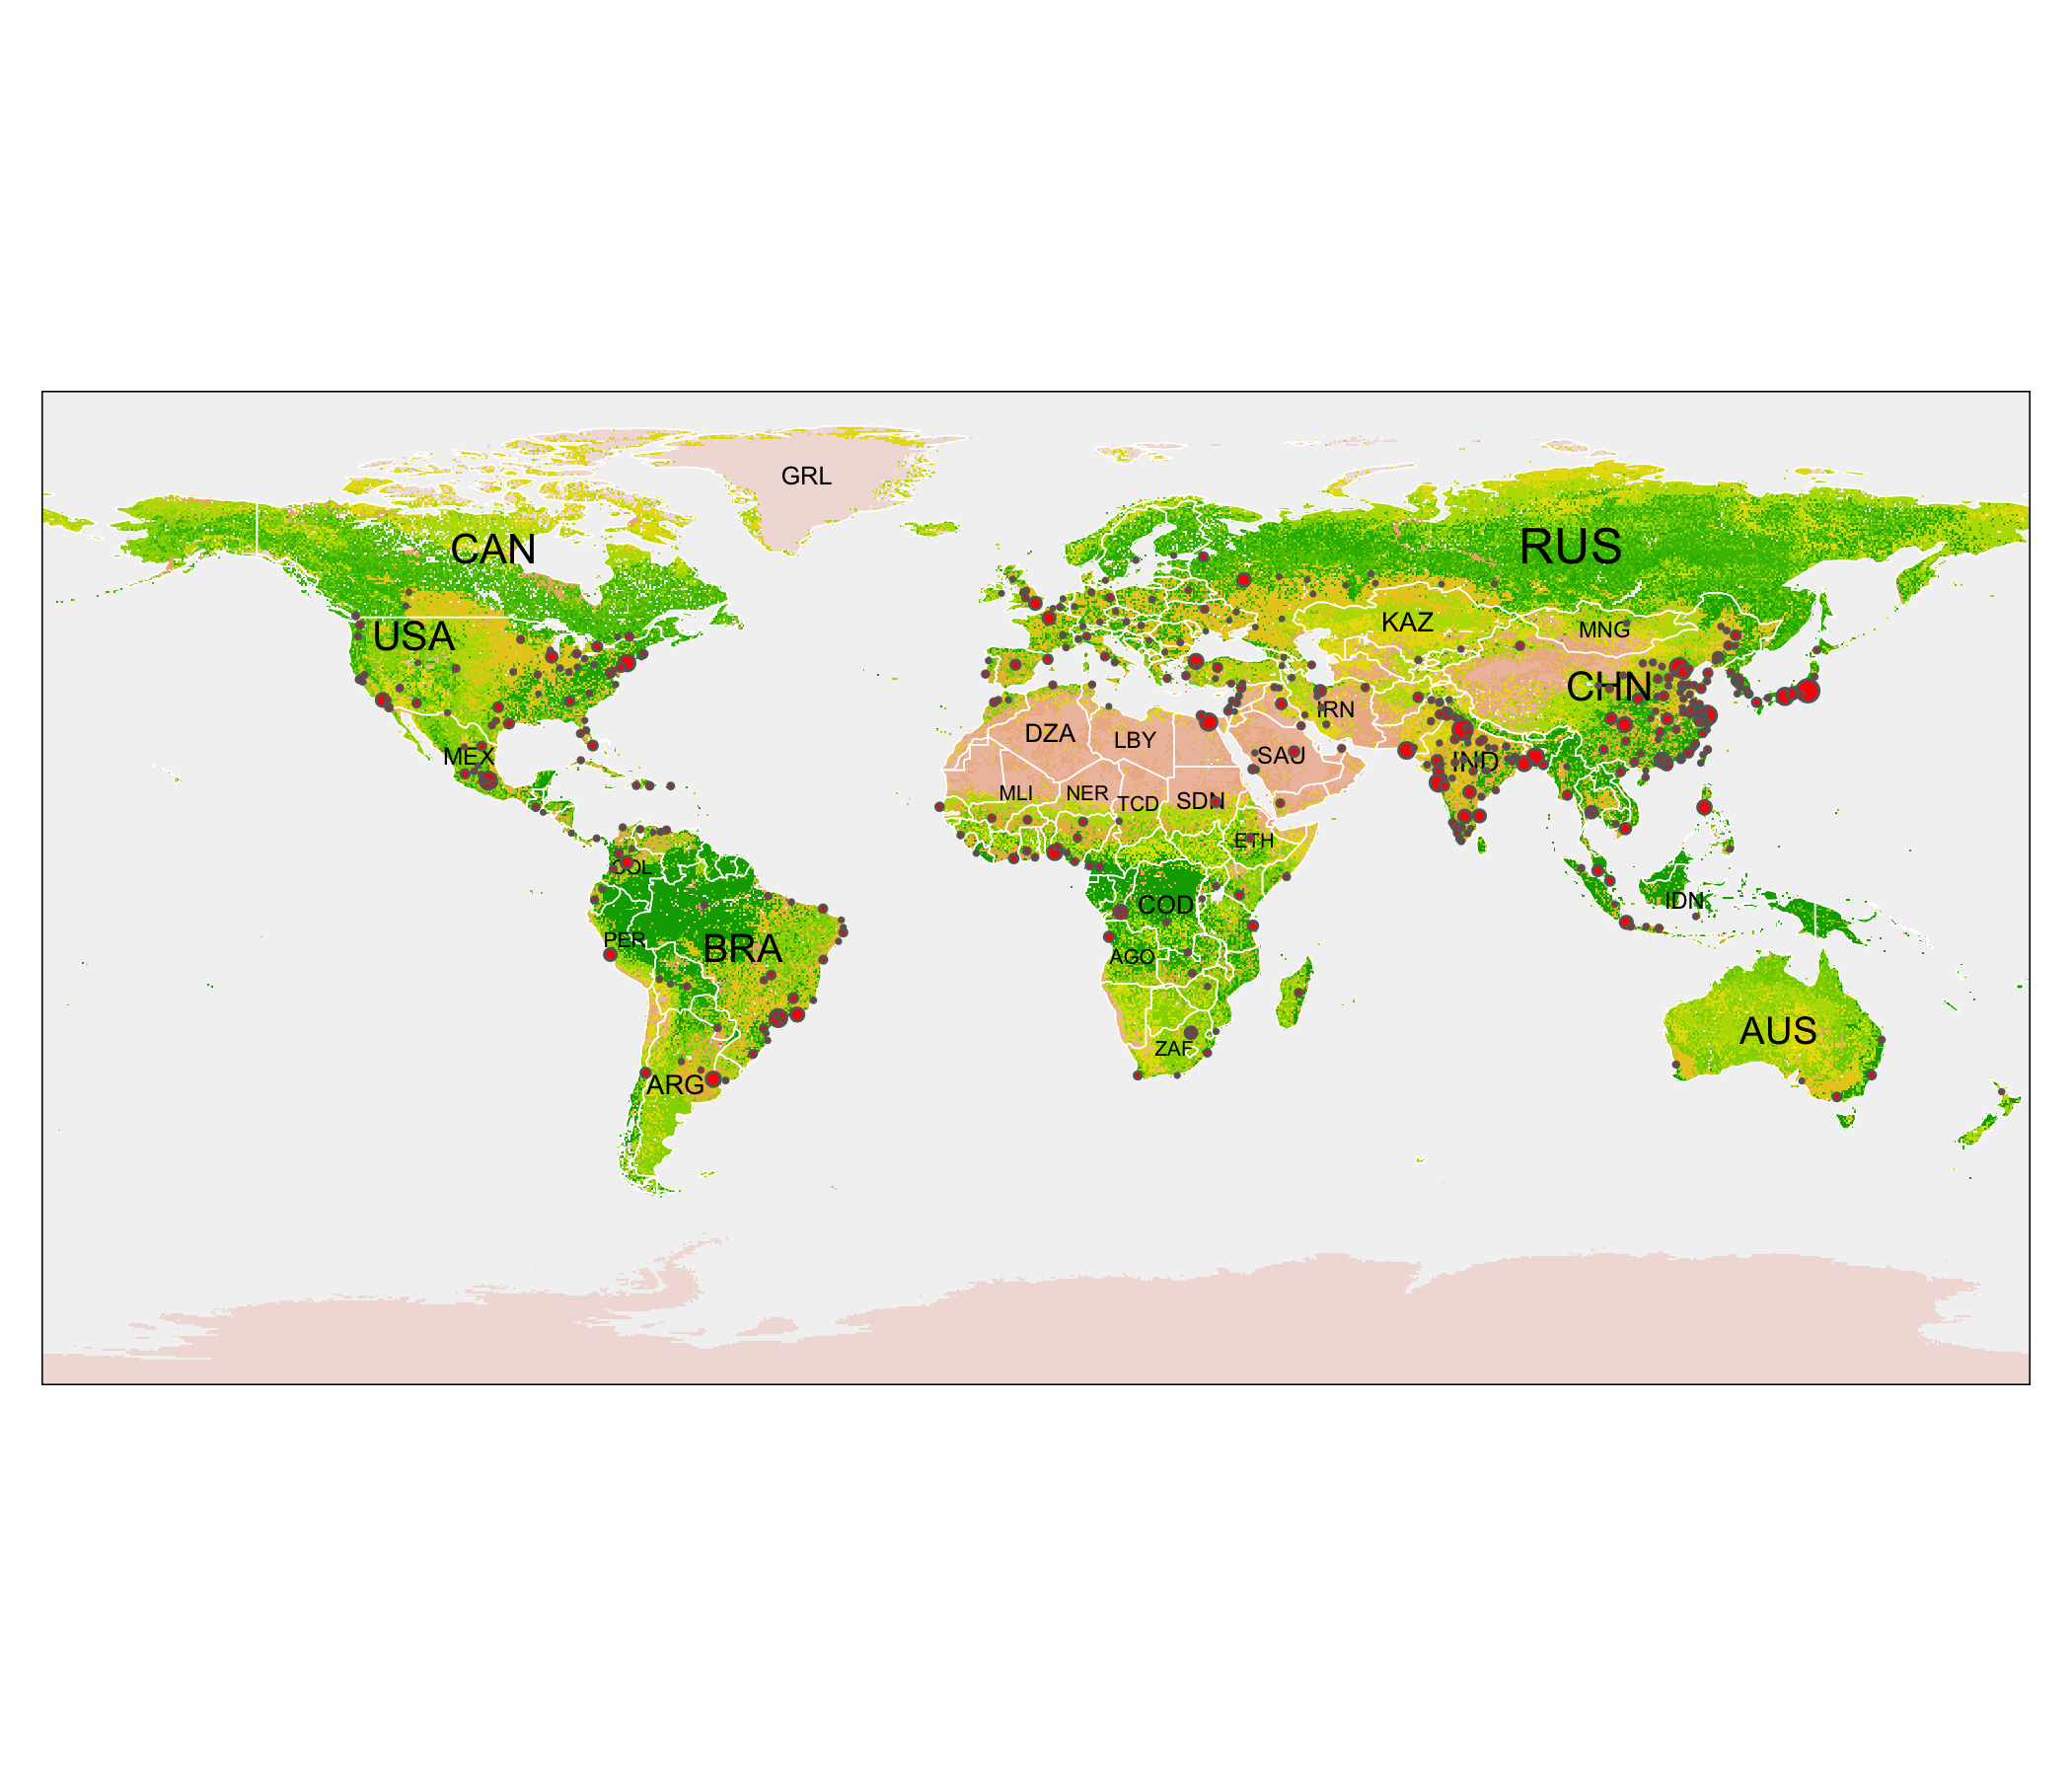 GRL
RUS
CAN
KAZ
MNG
USA
CHN
IRN
DZA
LBY
SAU
MEX
IND
MLI
NER
TCD
SDN
ETH
COL
COD
IDN
PER
BRA
AGO
AUS
ZAF
ARG